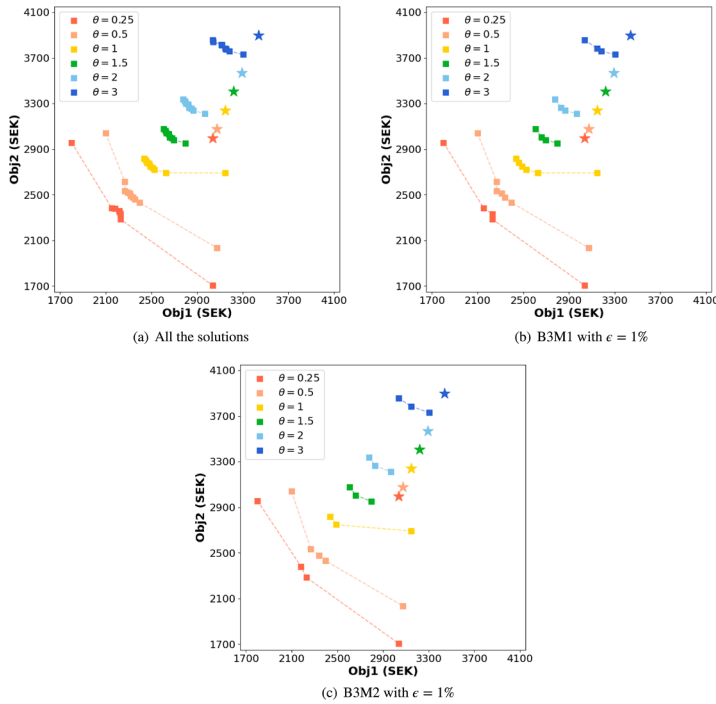 4100
3700
3300
2900
2500
2100
1700
Obj2 (SEK)
θ = 0.25
θ = 0.5
θ = 1
θ = 1.5
θ = 2
θ = 3
1700 2100 2500 2900 3300 3700 4100
Obj1 (SEK)
(a) All the solutions
4100
3700
3300
2900
2500
2100
1700
Obj2 (SEK)
θ = 0.25
θ = 0.5
θ = 1
θ = 1.5
θ = 2
θ = 3
1700 2100 2500 2900 3300 3700 4100
Obj1 (SEK)
(b) B3M1 with ϵ = 1%
4100
3700
3300
2900
2500
2100
1700
Obj2 (SEK)
θ = 0.25
θ = 0.5
θ = 1
θ = 1.5
θ = 2
θ = 3
1700 2100 2500 2900 3300 3700 4100
Obj1 (SEK)
(c) B3M2 with ϵ = 1%